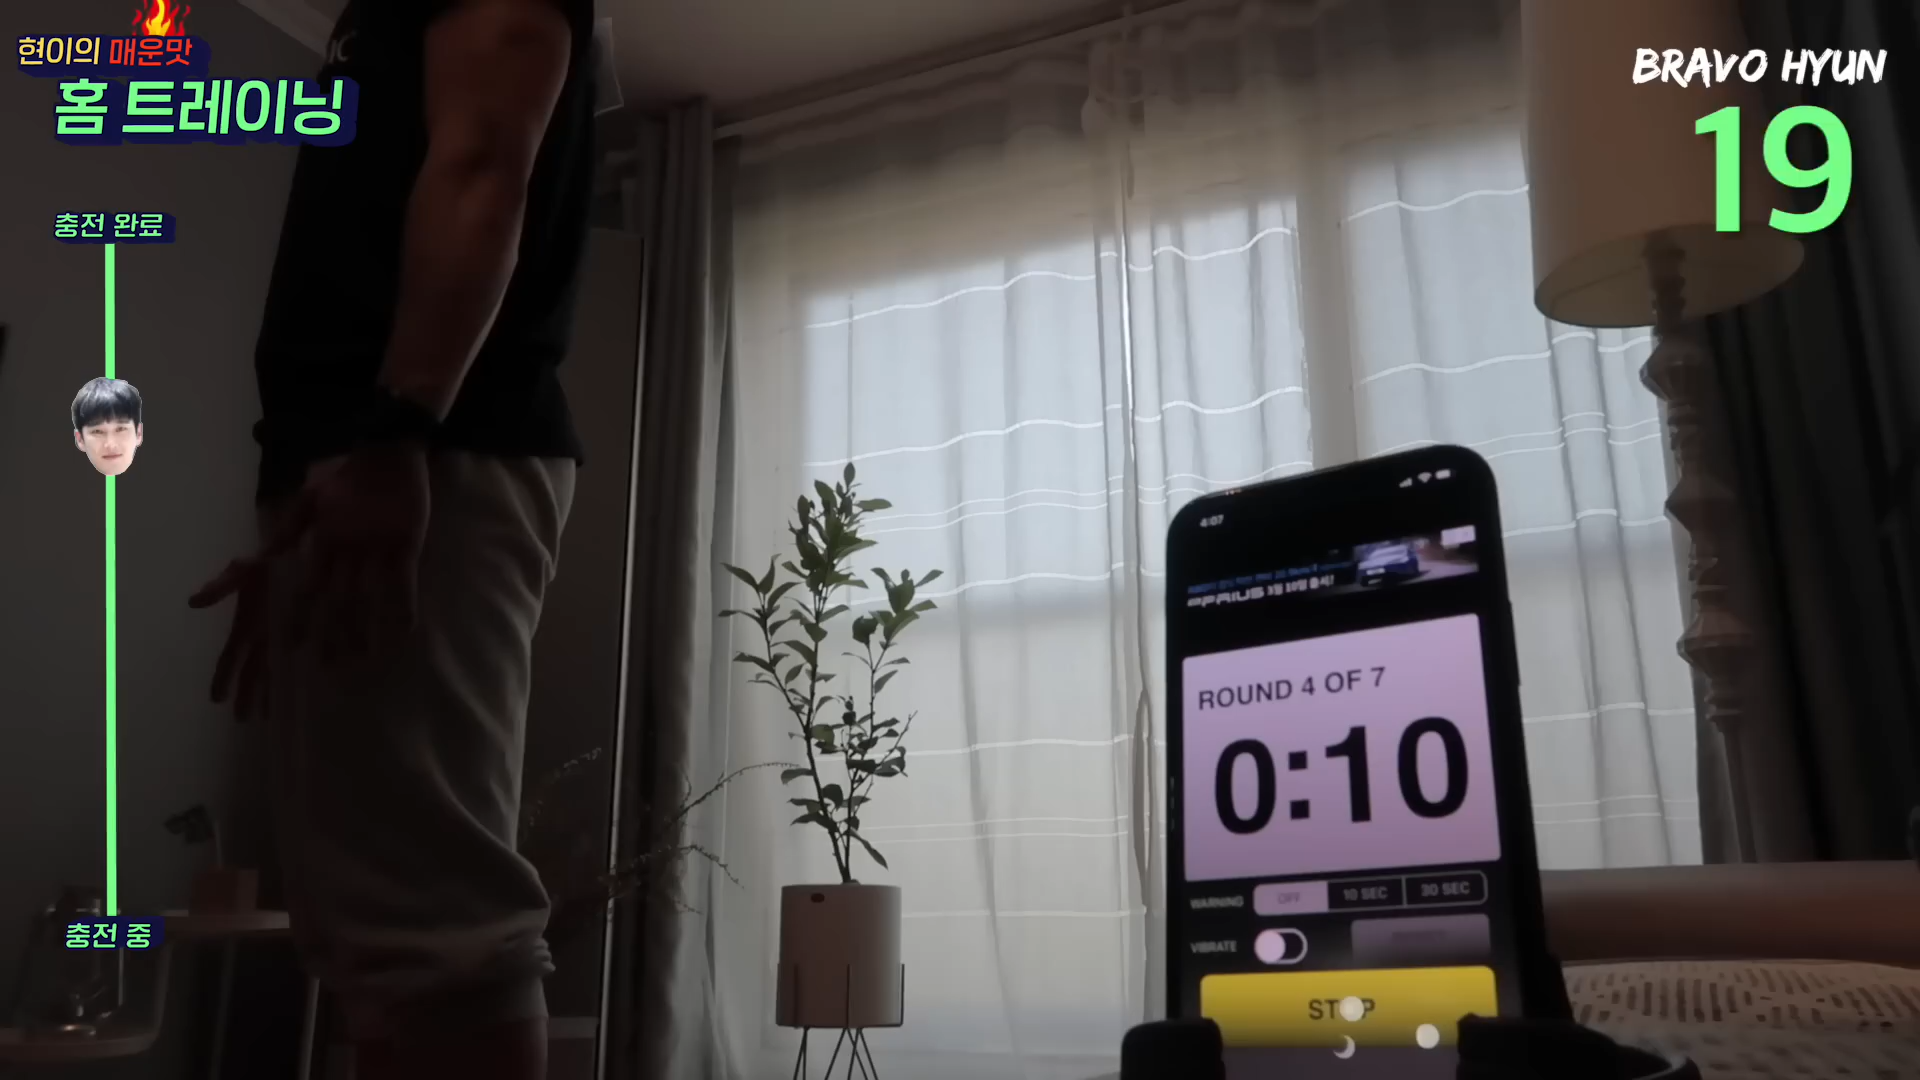 현이의 매운맛
홈 트레이닝
BRAVO HYUN
19
충전 완료
충전 중
4:07
PRIUS
ROUND 4 OF 7
0:10
WARNING OFF 10 SEC 30 SEC
VIBRATE
STOP